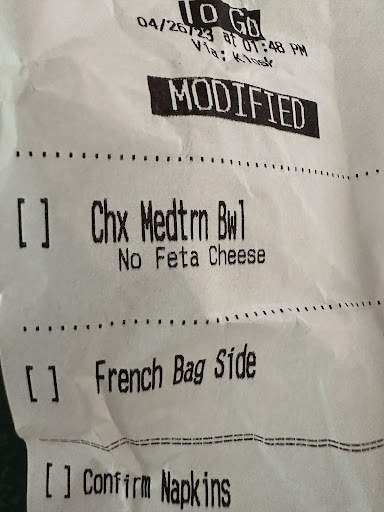 To Go
04/26/23 at 01:48 PM
Via: Kiosk
MODIFIED
[ ] Chx Medtrn Bwl
No Feta Cheese
[ ] French Bag Side
[ ] Confirm Napkins